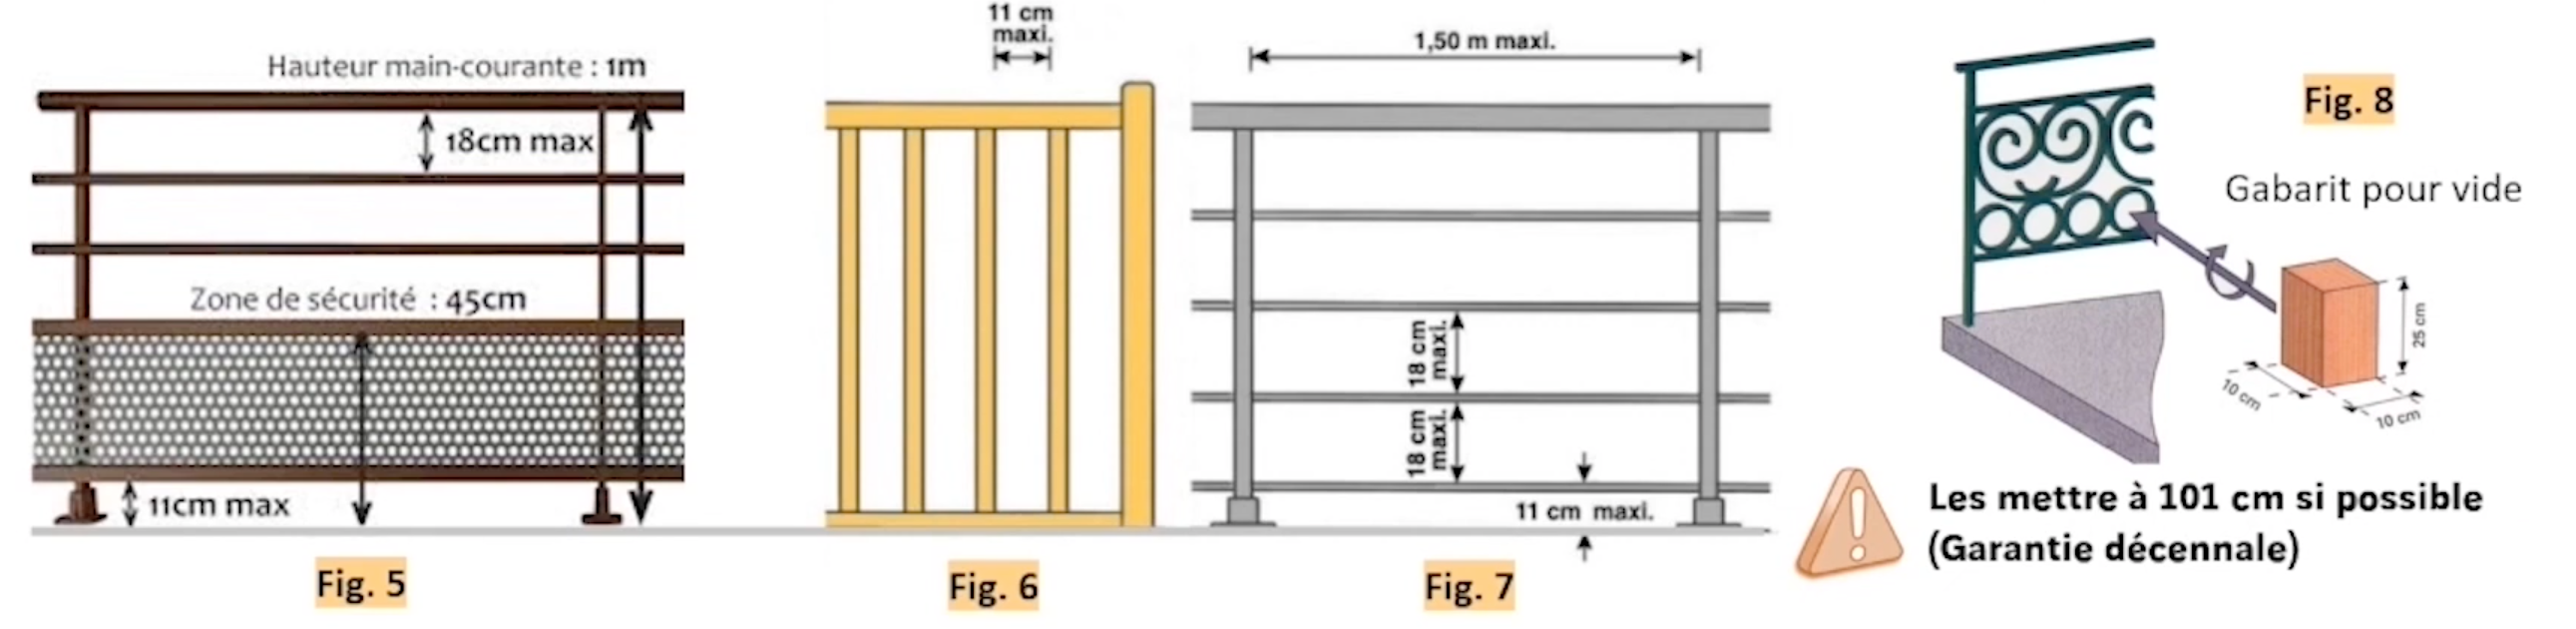 Hauteur main-courante : 1m
18cm max
Zone de sécurité : 45cm
11cm max
Fig. 5
11 cm
maxi.
Fig. 6
1,50 m maxi.
18 cm
maxi.
18 cm
maxi.
11 cm maxi.
Fig. 7
Fig. 8
Gabarit pour vide
25 cm
10 cm
10 cm
Les mettre à 101 cm si possible
(Garantie décennale)